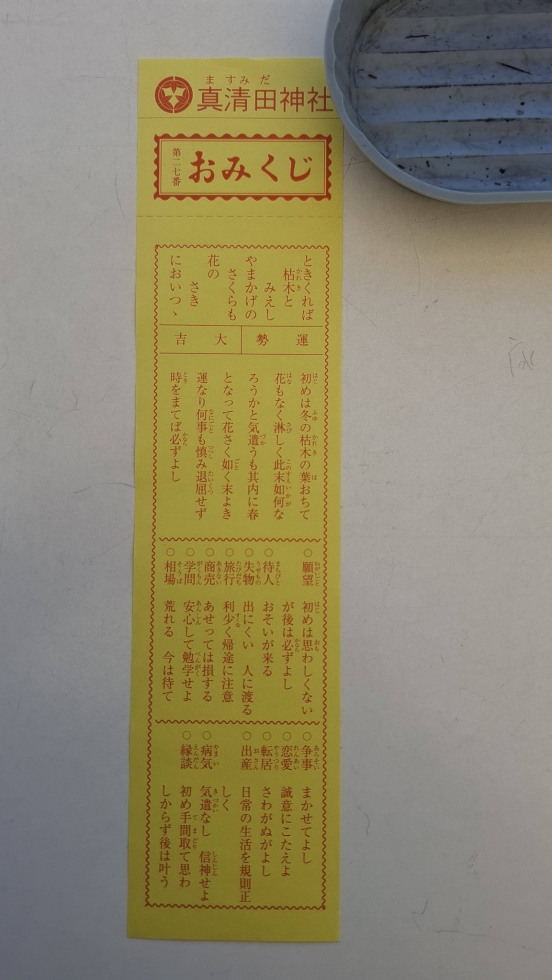 ますみだ
真清田神社
第二七番
おみくじ
ときくれば
枯木と
みえし
やまかげの
さくらも
花の
さき
においつゝ
運勢
大吉
初めは冬の枯木の葉おちて
花もなく淋しく此末如何な
ろうかと気遣うも其内に春
となって花さく如く末よき
運なり何事も慎み退屈せず
時をまてば必ずよし
○願望 初めは思わしくない
が後は必ずよし
○待人 おそいが来る
○失物 出にくい 人に渡る
○旅行 利少く帰途に注意
○商売 あせっては損する
○学問 安心して勉学せよ
○相場 荒れる 今は待て
○争事 まかせてよし
○恋愛 誠意にこたえよ
○転居 さわがぬがよし
○出産 日常の生活を規則正
しく
○病気 気遣なし 信神せよ
○縁談 初め手間取て思わ
しからず後は叶う